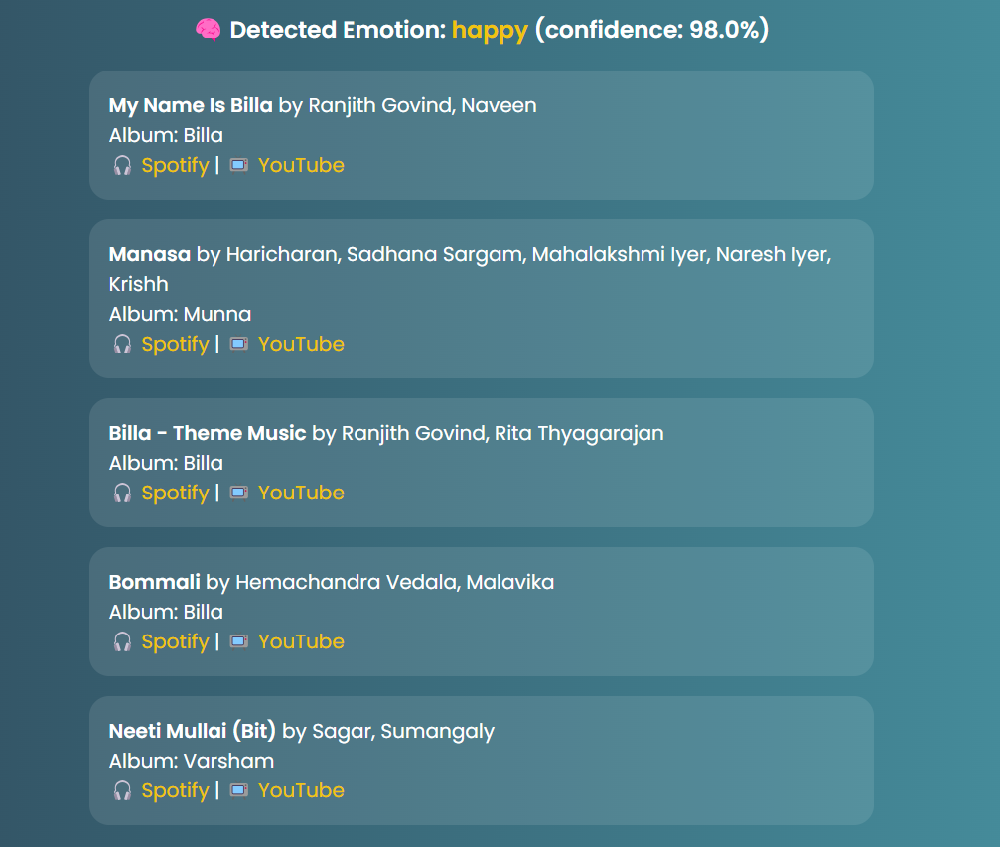 🧠 Detected Emotion: happy (confidence: 98.0%)
My Name Is Billa by Ranjith Govind, Naveen
Album: Billa
🎧 Spotify | 📺 YouTube
Manasa by Haricharan, Sadhana Sargam, Mahalakshmi Iyer, Naresh Iyer,
Krishh
Album: Munna
🎧 Spotify | 📺 YouTube
Billa - Theme Music by Ranjith Govind, Rita Thyagarajan
Album: Billa
🎧 Spotify | 📺 YouTube
Bommali by Hemachandra Vedala, Malavika
Album: Billa
🎧 Spotify | 📺 YouTube
Neeti Mullai (Bit) by Sagar, Sumangaly
Album: Varsham
🎧 Spotify | 📺 YouTube